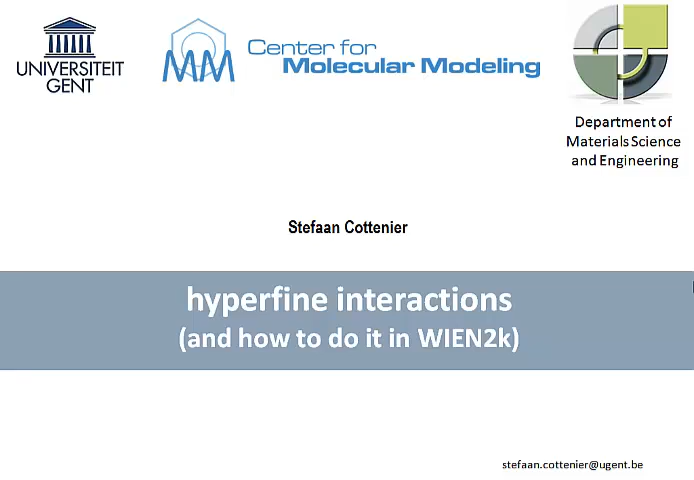 UNIVERSITEIT
GENT
Center for
Molecular Modeling
Department of
Materials Science
and Engineering
Stefaan Cottenier
hyperfine interactions
(and how to do it in WIEN2k)
stefaan.cottenier@ugent.be